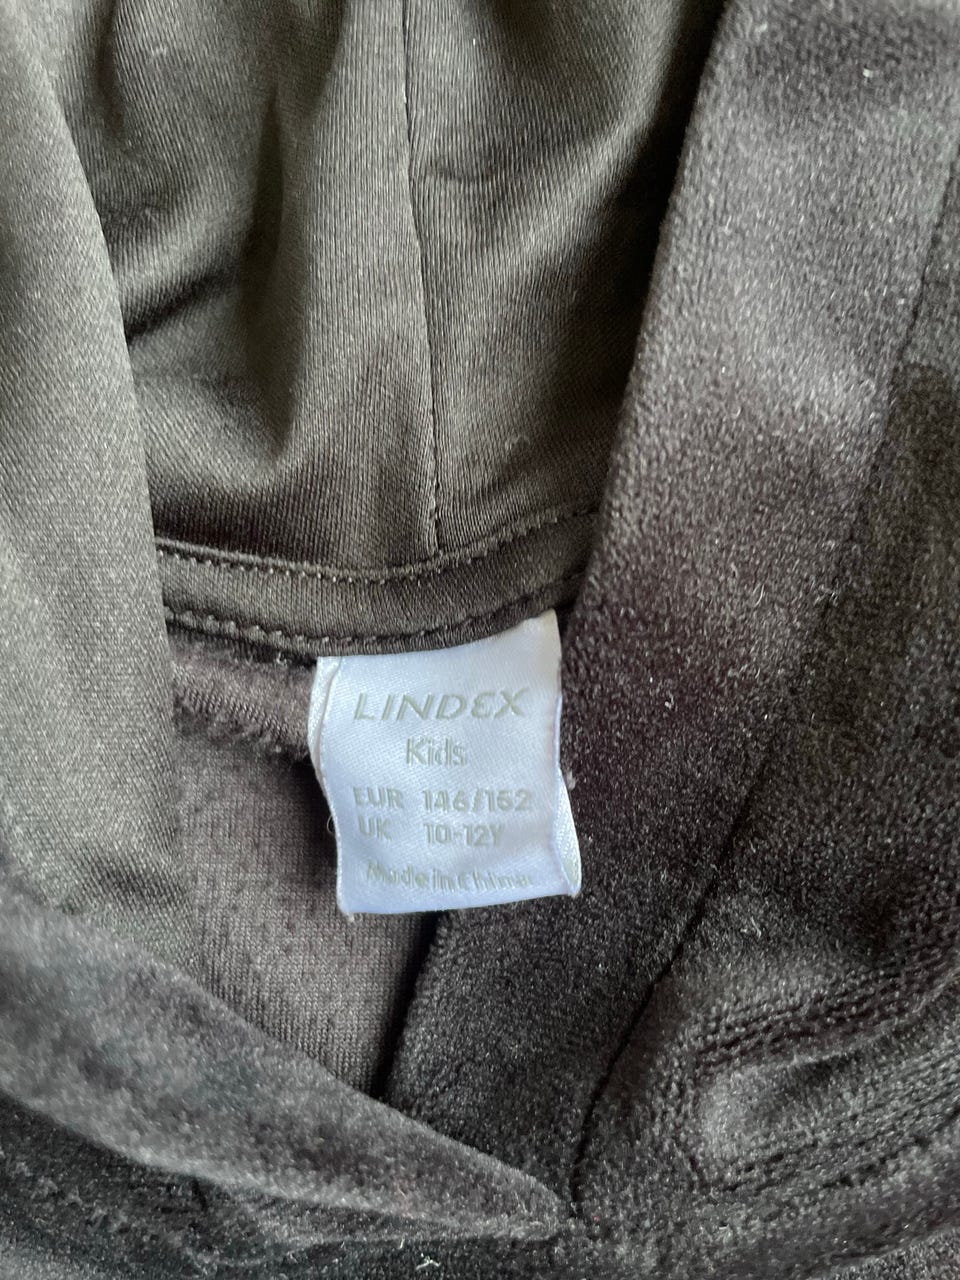 LINDEX
Kids
EUR 146/152
UK 10-12Y
Made in China